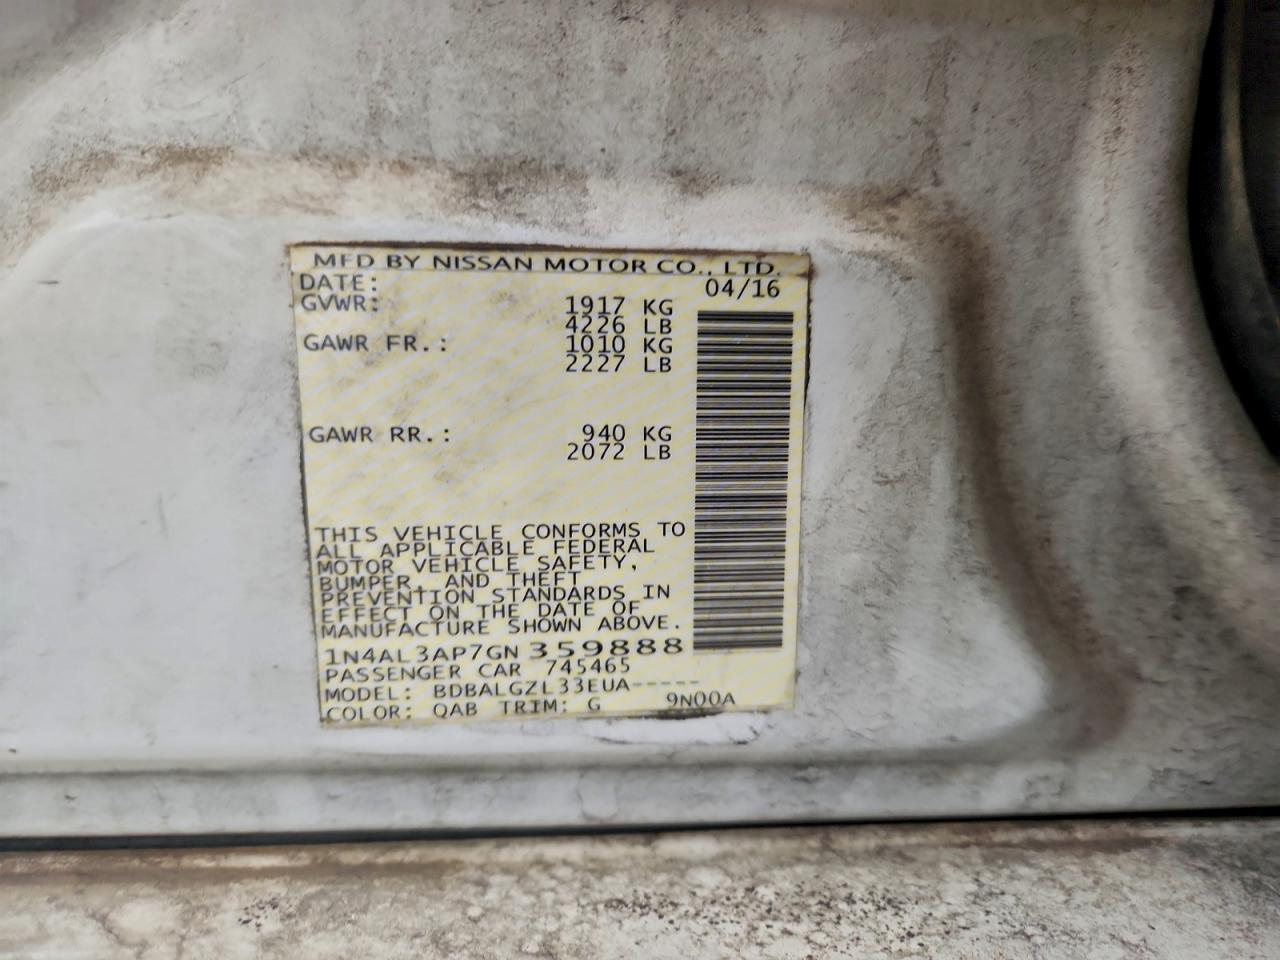 MFD BY NISSAN MOTOR CO., LTD.
DATE: 04/16
GVWR: 1917 KG
4226 LB
GAWR FR.: 1010 KG
2227 LB
GAWR RR.: 940 KG
2072 LB
THIS VEHICLE CONFORMS TO
ALL APPLICABLE FEDERAL
MOTOR VEHICLE SAFETY,
BUMPER, AND THEFT
PREVENTION STANDARDS IN
EFFECT ON THE DATE OF
MANUFACTURE SHOWN ABOVE.
1N4AL3AP7GN359888
PASSENGER CAR 745465
MODEL: BDBALGZL33EUA-----
COLOR: QAB TRIM: G 9N00A